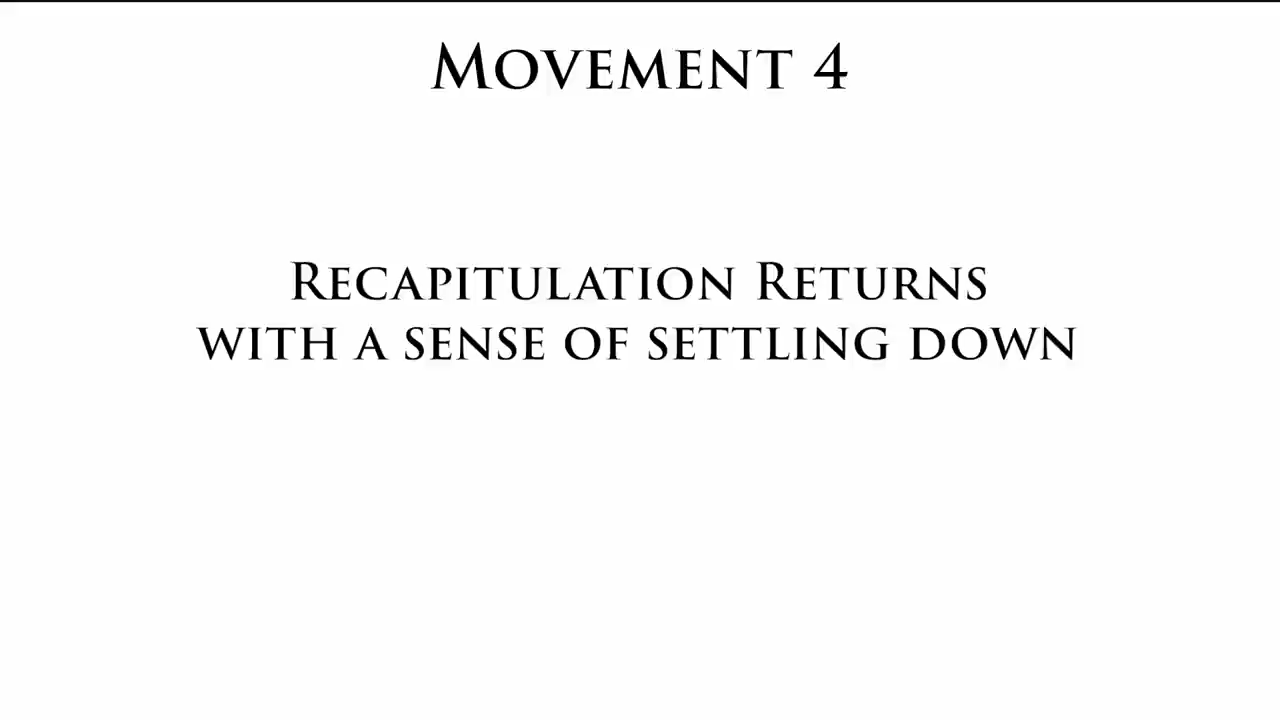 Movement 4
Recapitulation Returns
with a sense of settling down